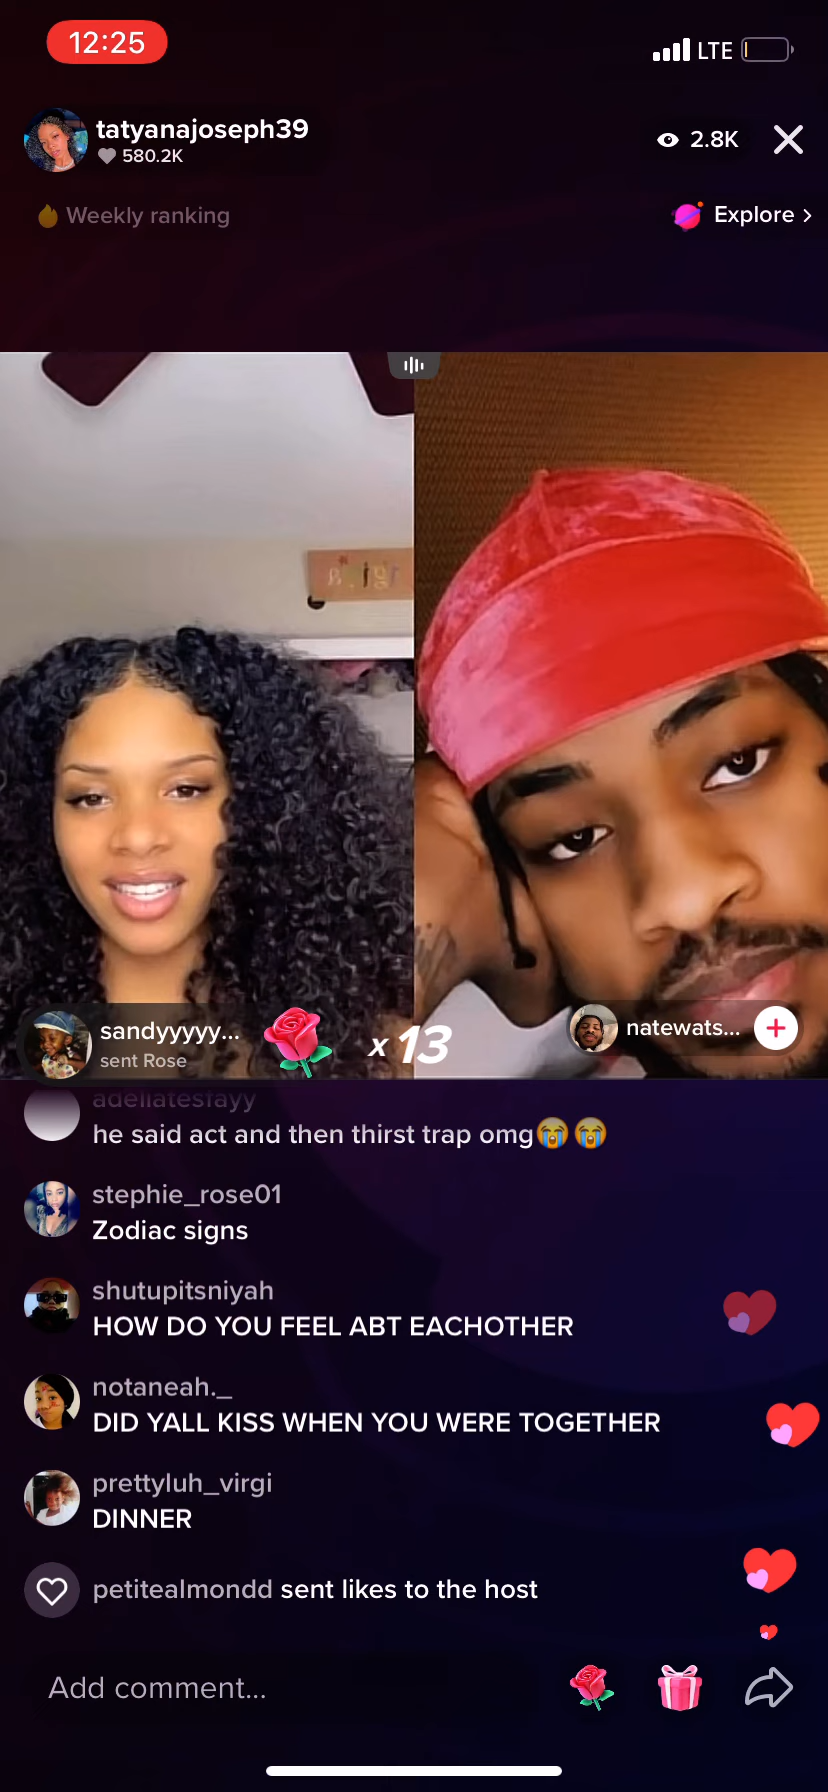 12:25
LTE
tatyanajoseph39
580.2K
2.8K
Weekly ranking
Explore >
sandyyyyy...
sent Rose
x 13
natewats...
adeliatesfayy
he said act and then thirst trap omg😭😭
stephie_rose01
Zodiac signs
shutupitsniyah
HOW DO YOU FEEL ABT EACHOTHER
notaneah._
DID YALL KISS WHEN YOU WERE TOGETHER
prettyluh_virgi
DINNER
petitealmondd sent likes to the host
Add comment...